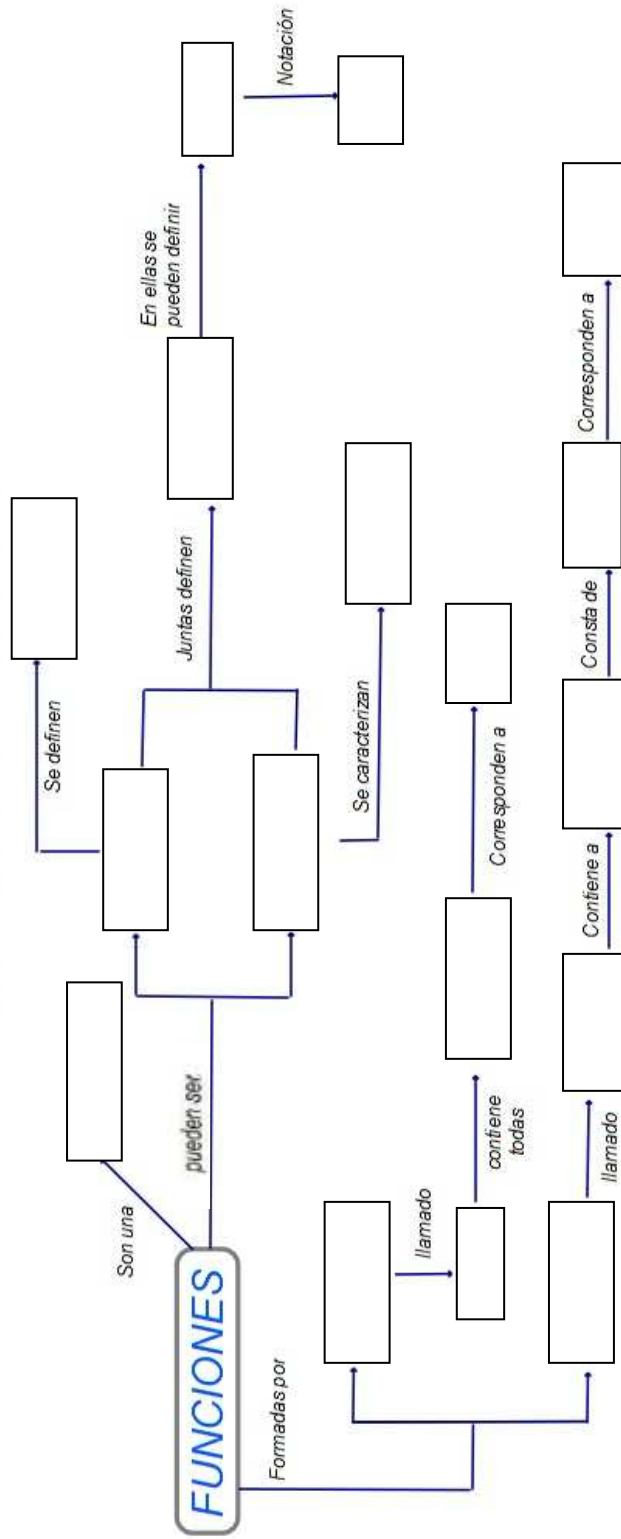 FUNCIONES
Son una
pueden ser
Formadas por
Se definen
Juntas definen
En ellas se
pueden definir
Notación
Se caracterizan
llamado
contiene
todas
Corresponden a
llamado
Contiene a
Consta de
Corresponden a